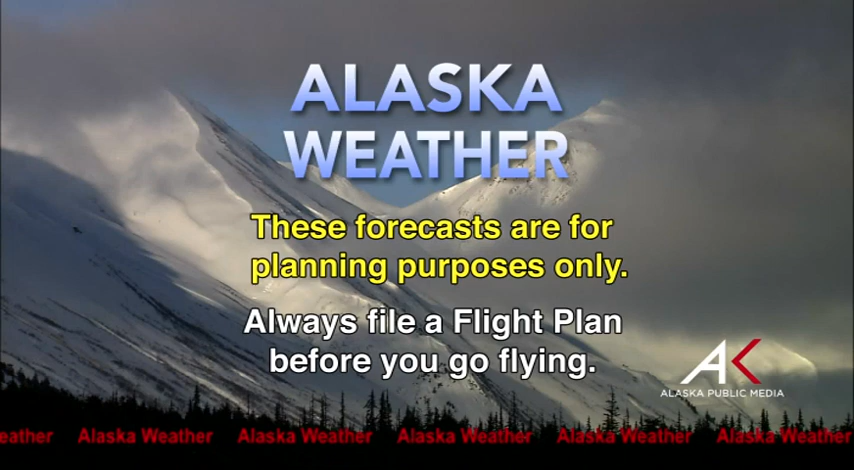 ALASKA
WEATHER
These forecasts are for
planning purposes only.
Always file a Flight Plan
before you go flying.
AK
ALASKA PUBLIC MEDIA
eather Alaska Weather Alaska Weather Alaska Weather Alaska Weather Alaska Weather